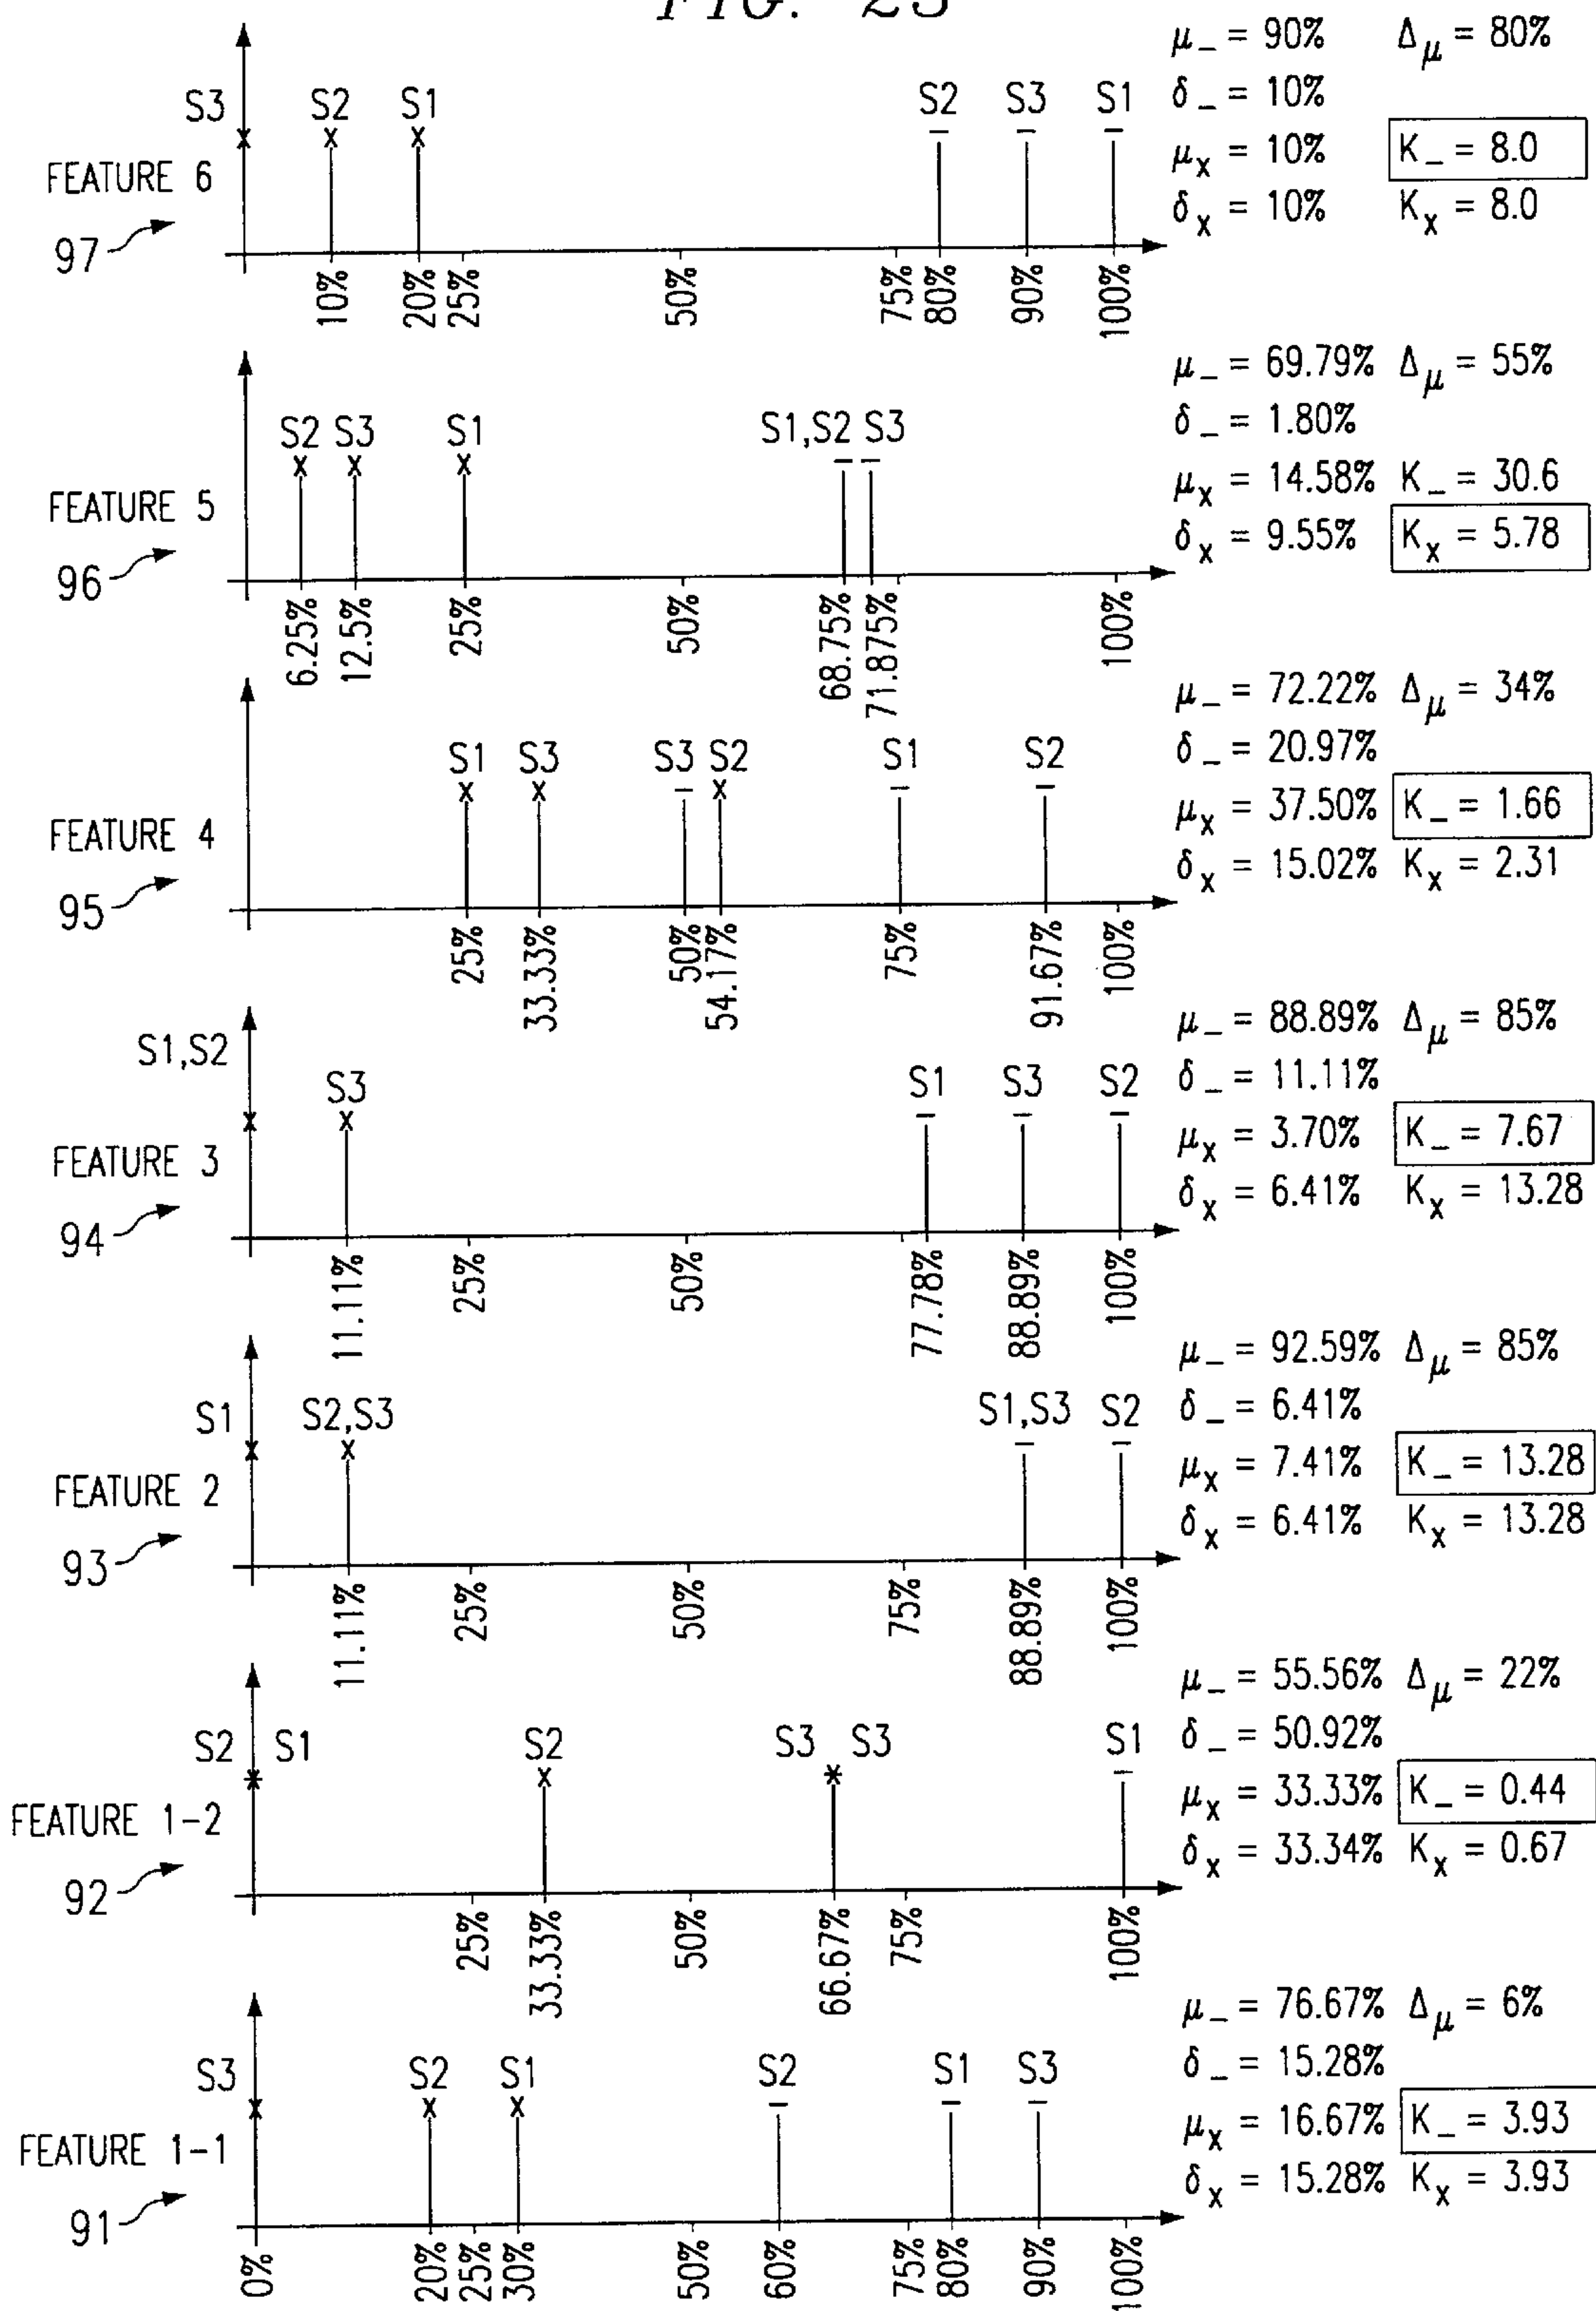 FIG. 23
μ_ = 90% Δμ = 80%
δ_ = 10%
μx = 10% K_ = 8.0
δx = 10% Kx = 8.0
S3 S2 S1 S2 S3 S1
FEATURE 6
97
10% 20% 25% 50% 75% 80% 90% 100%
μ_ = 69.79% Δμ = 55%
δ_ = 1.80%
μx = 14.58% K_ = 30.6
δx = 9.55% Kx = 5.78
S2 S3 S1 S1,S2 S3
FEATURE 5
96
6.25% 12.5% 25% 50% 68.75% 71.875% 100%
μ_ = 72.22% Δμ = 34%
δ_ = 20.97%
μx = 37.50% K_ = 1.66
δx = 15.02% Kx = 2.31
S1 S3 S3 S2 S1 S2
FEATURE 4
95
25% 33.33% 50% 54.17% 75% 91.67% 100%
μ_ = 88.89% Δμ = 85%
δ_ = 11.11%
μx = 3.70% K_ = 7.67
δx = 6.41% Kx = 13.28
S1,S2 S3 S1 S3 S2
FEATURE 3
94
11.11% 25% 50% 77.78% 88.89% 100%
μ_ = 92.59% Δμ = 85%
δ_ = 6.41%
μx = 7.41% K_ = 13.28
δx = 6.41% Kx = 13.28
S1 S2,S3 S1,S3 S2
FEATURE 2
93
11.11% 25% 50% 75% 88.89% 100%
μ_ = 55.56% Δμ = 22%
δ_ = 50.92%
μx = 33.33% K_ = 0.44
δx = 33.34% Kx = 0.67
S2 S1 S2 S3 S3 S1
FEATURE 1-2
92
25% 33.33% 50% 66.67% 75% 100%
μ_ = 76.67% Δμ = 6%
δ_ = 15.28%
μx = 16.67% K_ = 3.93
δx = 15.28% Kx = 3.93
S3 S2 S1 S2 S1 S3
FEATURE 1-1
91
0% 20% 25% 30% 50% 60% 75% 80% 90% 100%